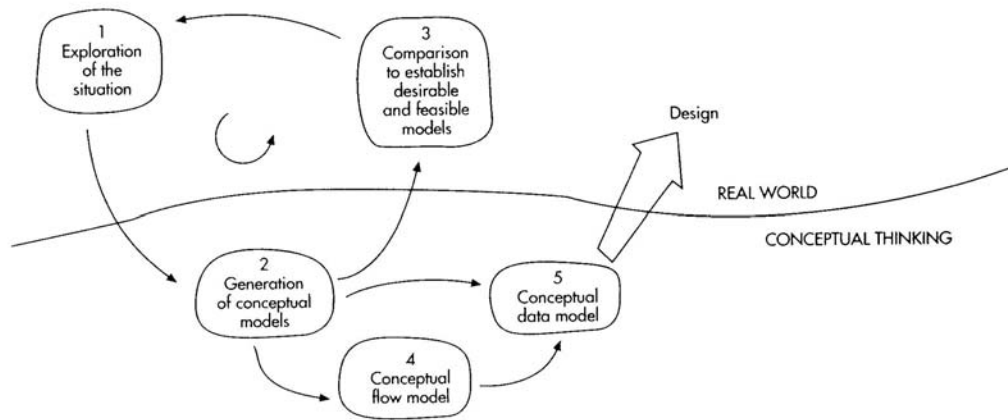 1
Exploration
of the
situation
3
Comparison
to establish
desirable
and feasible
models
Design
REAL WORLD
CONCEPTUAL THINKING
2
Generation
of conceptual
models
5
Conceptual
data model
4
Conceptual
flow model